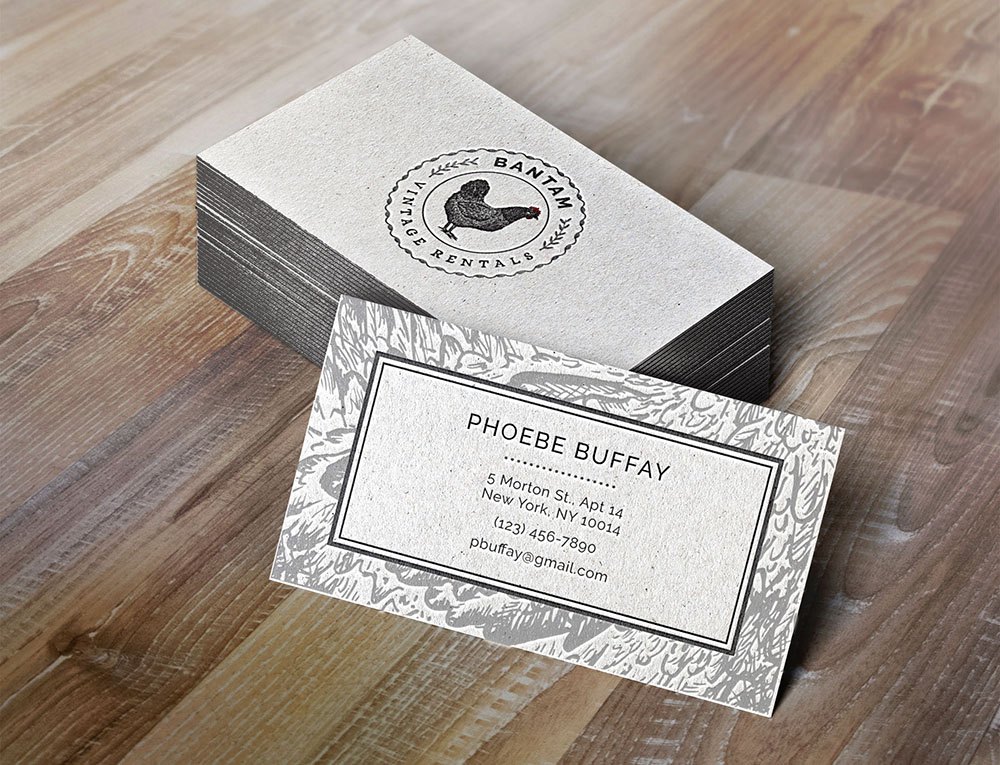 BANTAM
VINTAGE RENTALS
PHOEBE BUFFAY
5 Morton St., Apt 14
New York, NY 10014
(123) 456-7890
pbuffay@gmail.com